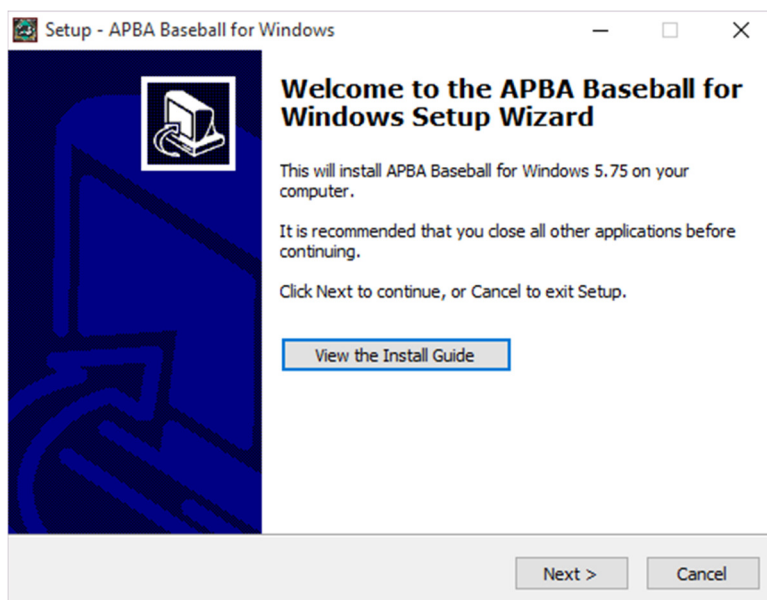 Setup - APBA Baseball for Windows
Welcome to the APBA Baseball for
Windows Setup Wizard
This will install APBA Baseball for Windows 5.75 on your
computer.
It is recommended that you close all other applications before
continuing.
Click Next to continue, or Cancel to exit Setup.
View the Install Guide
Next >
Cancel